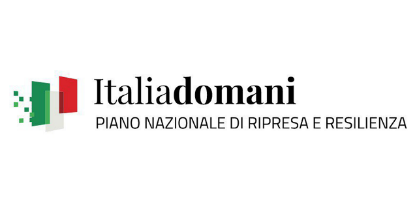 Italiadomani
PIANO NAZIONALE DI RIPRESA E RESILIENZA